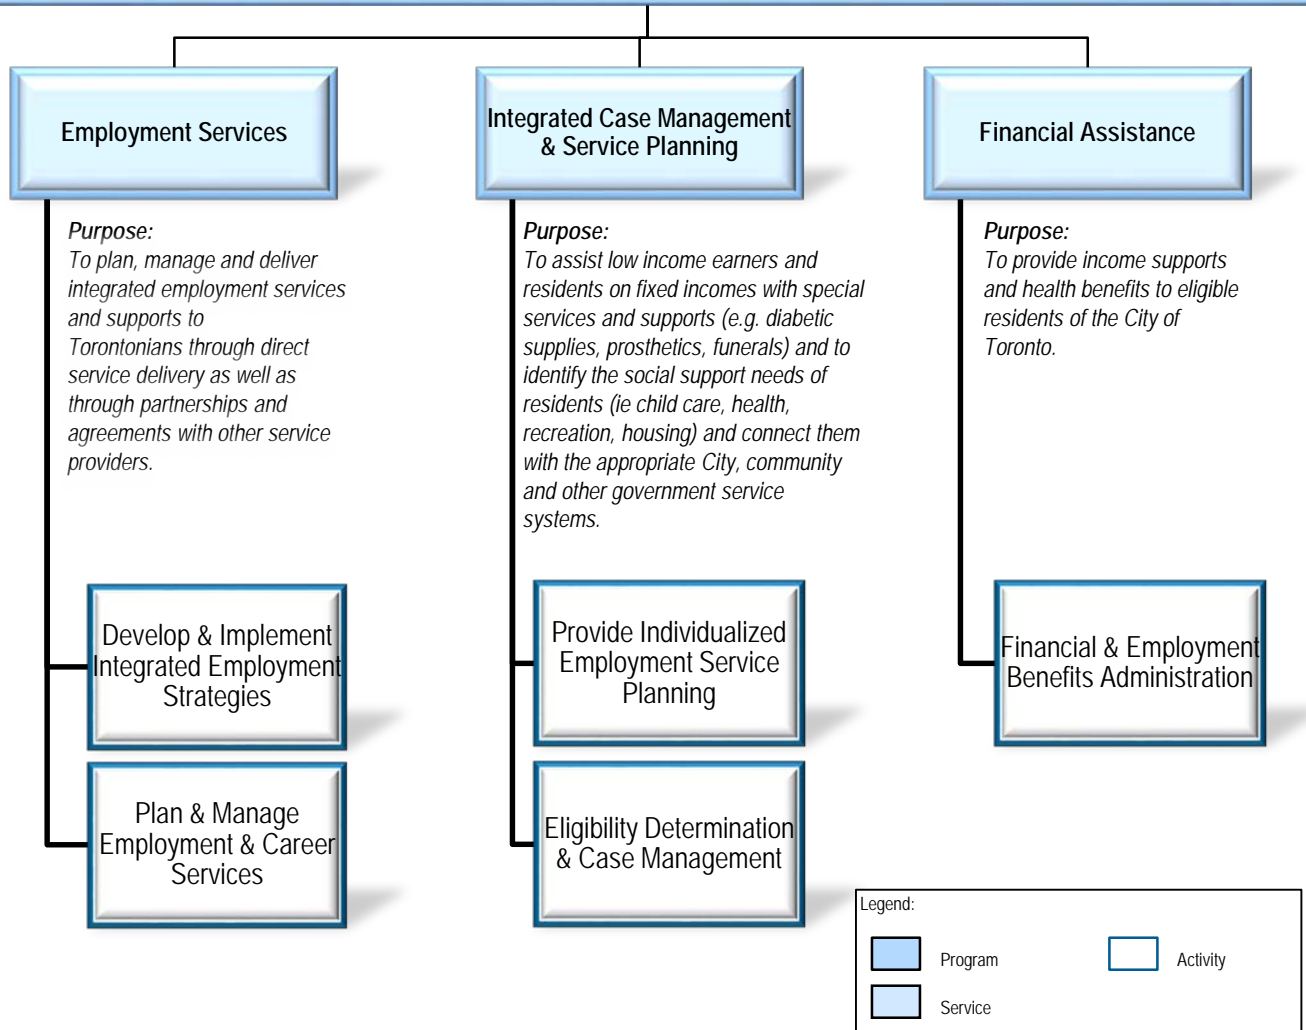 Employment Services
Purpose:
To plan, manage and deliver
integrated employment services
and supports to
Torontonians through direct
service delivery as well as
through partnerships and
agreements with other service
providers.
Develop & Implement
Integrated Employment
Strategies
Plan & Manage
Employment & Career
Services
Integrated Case Management
& Service Planning
Purpose:
To assist low income earners and
residents on fixed incomes with special
services and supports (e.g. diabetic
supplies, prosthetics, funerals) and to
identify the social support needs of
residents (ie child care, health,
recreation, housing) and connect them
with the appropriate City, community
and other government service
systems.
Provide Individualized
Employment Service
Planning
Eligibility Determination
& Case Management
Financial Assistance
Purpose:
To provide income supports
and health benefits to eligible
residents of the City of
Toronto.
Financial & Employment
Benefits Administration
Legend:
Program
Activity
Service